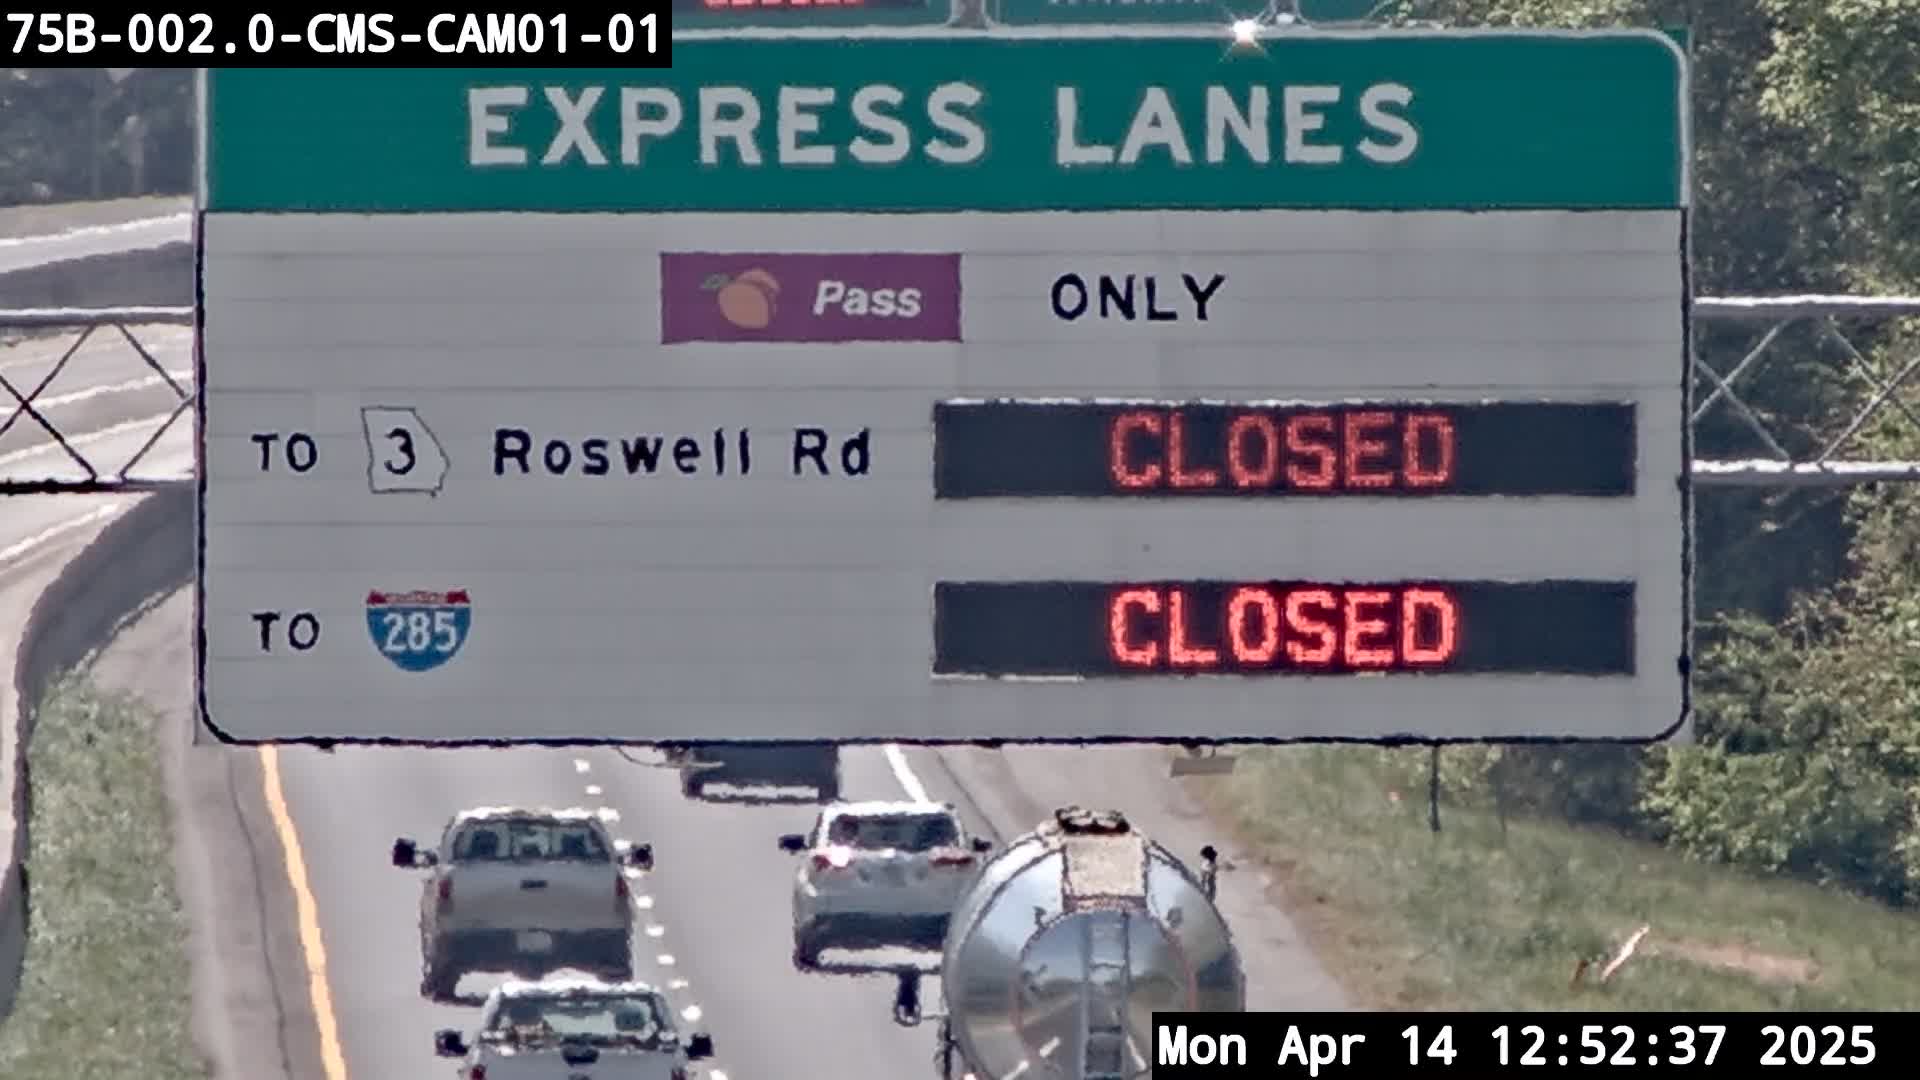 75B-002.0-CMS-CAM01-01
EXPRESS LANES
Pass ONLY
TO 3 Roswell Rd CLOSED
TO 285 CLOSED
Mon Apr 14 12:52:37 2025